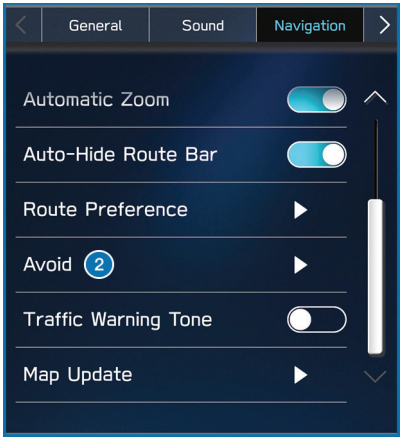 General Sound Navigation
Automatic Zoom
Auto-Hide Route Bar
Route Preference
Avoid 2
Traffic Warning Tone
Map Update